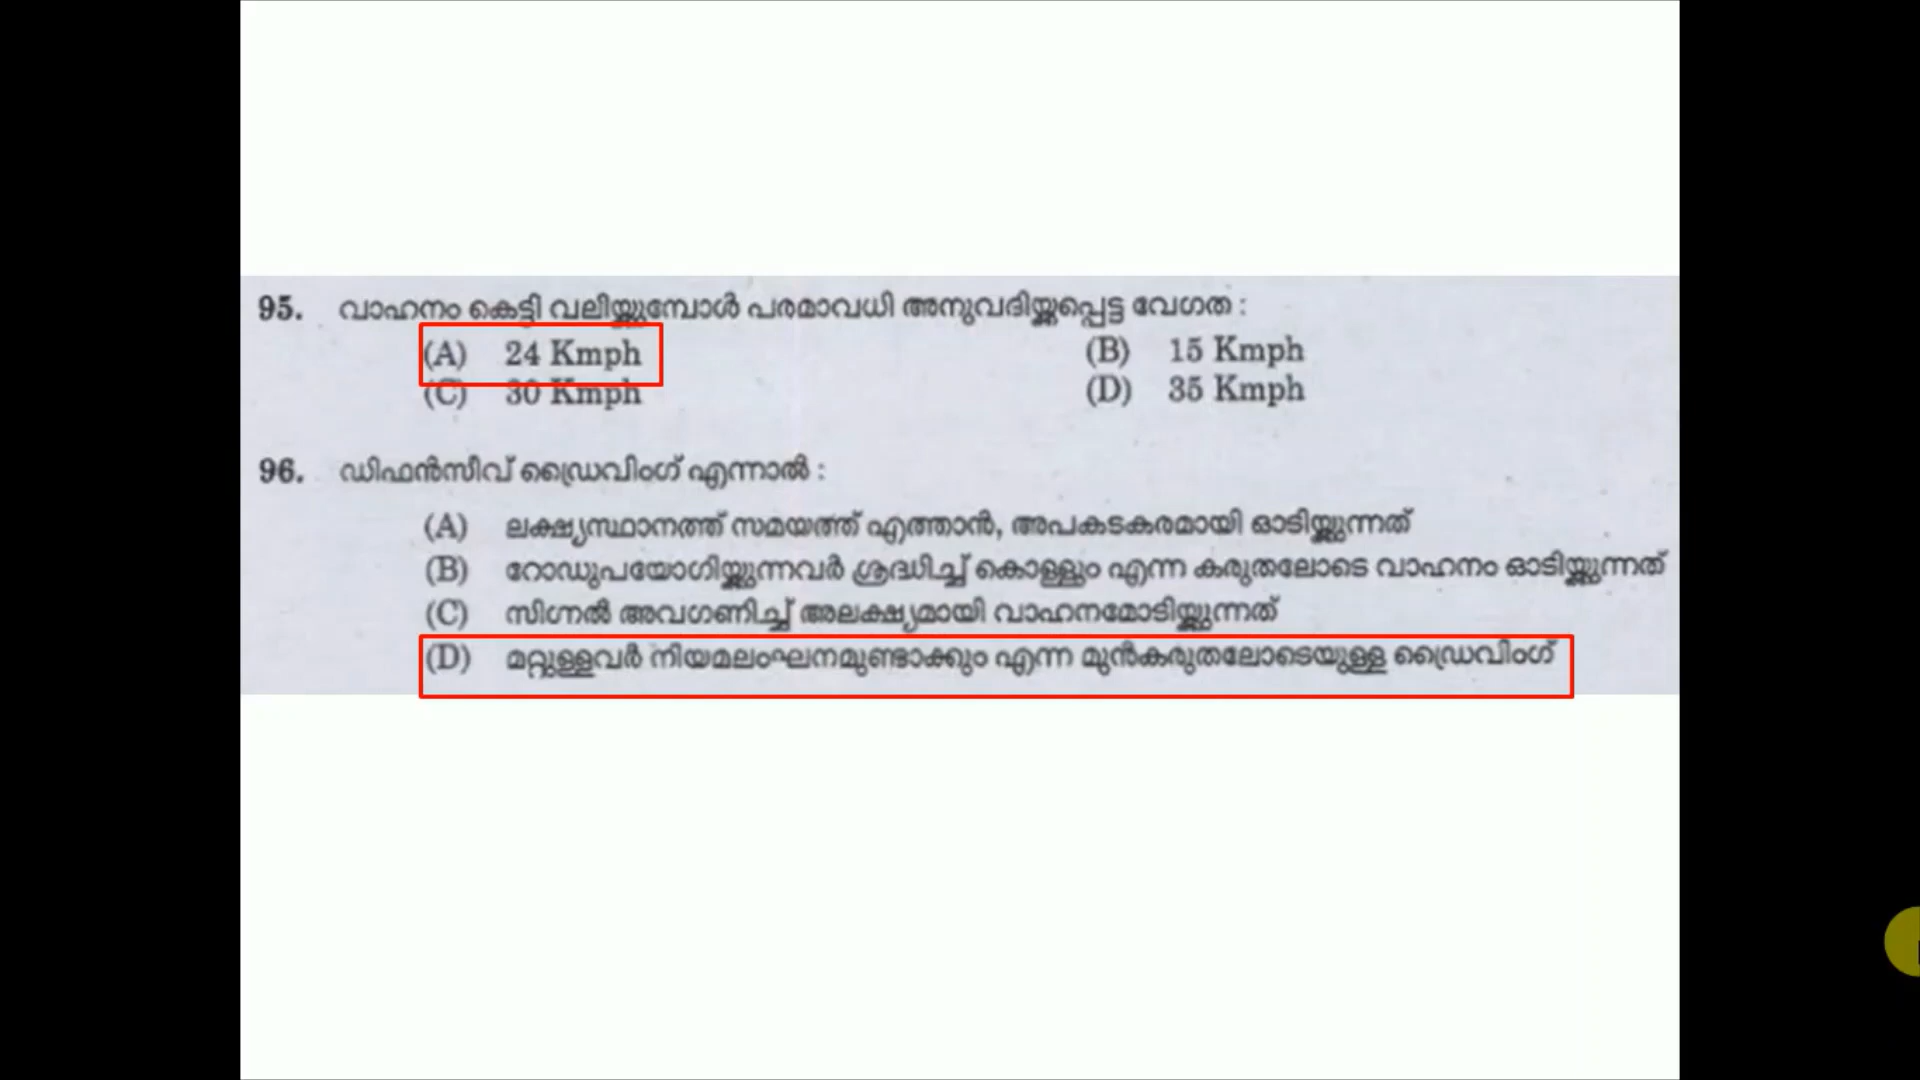 95. വാഹനം കെട്ടി വലിയ്ക്കുമ്പോൾ പരമാവധി അനുവദിയ്ക്കപ്പെട്ട വേഗത :
(A) 24 Kmph (B) 15 Kmph
(C) 30 Kmph (D) 35 Kmph
96. ഡിഫൻസീവ് ഡ്രൈവിംഗ് എന്നാൽ :
(A) ലക്ഷ്യസ്ഥാനത്ത് സമയത്ത് എത്താൻ, അപകടകരമായി ഓടിയ്ക്കുന്നത്
(B) റോഡുപയോഗിയ്ക്കുന്നവർ ശ്രദ്ധിച്ച് കൊള്ളും എന്ന കരുതലോടെ വാഹനം ഓടിയ്ക്കുന്നത്
(C) സിഗ്നൽ അവഗണിച്ച് അലക്ഷ്യമായി വാഹനമോടിയ്ക്കുന്നത്
(D) മറ്റുള്ളവർ നിയമലംഘനമുണ്ടാക്കും എന്ന മുൻകരുതലോടെയുള്ള ഡ്രൈവിംഗ്